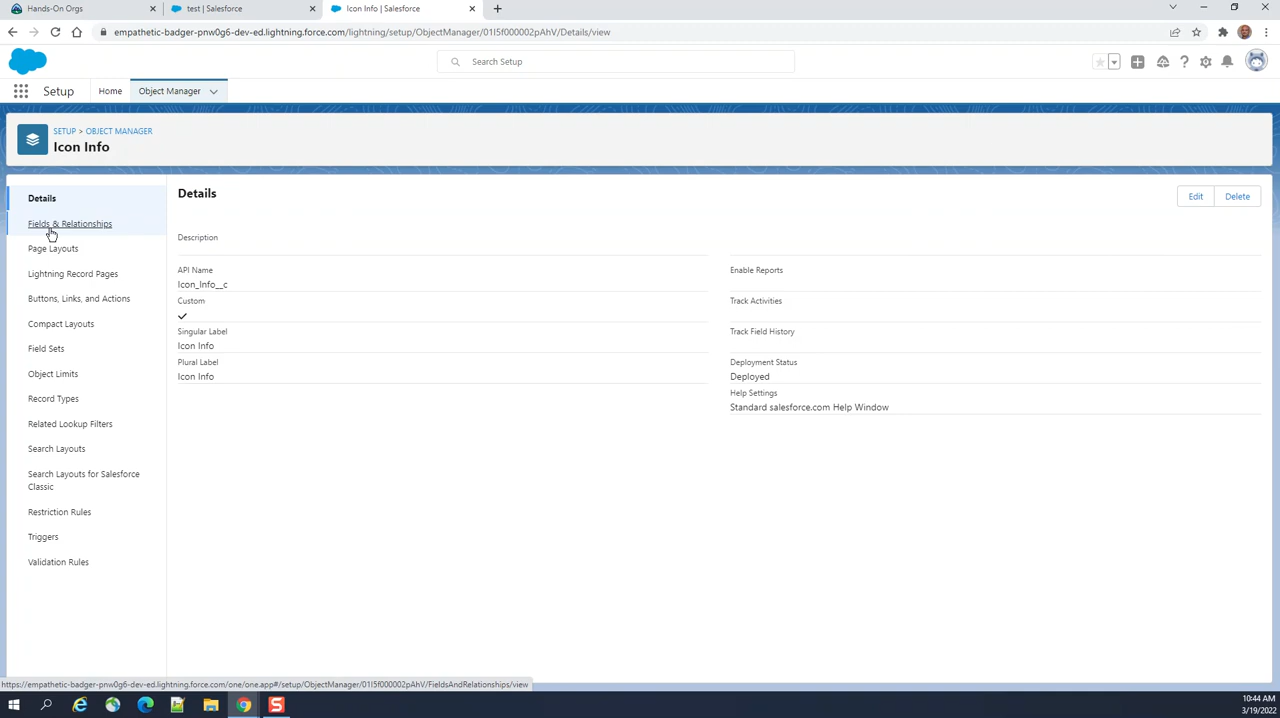 Hands-On Orgs
test | Salesforce
Icon Info | Salesforce
empathetic-badger-pnw0g6-dev-ed.lightning.force.com/lightning/setup/ObjectManager/01I5f000002pAhV/Details/view
Search Setup
Setup
Home
Object Manager
SETUP > OBJECT MANAGER
Icon Info
Details
Fields & Relationships
Page Layouts
Lightning Record Pages
Buttons, Links, and Actions
Compact Layouts
Field Sets
Object Limits
Record Types
Related Lookup Filters
Search Layouts
Search Layouts for Salesforce
Classic
Restriction Rules
Triggers
Validation Rules
Details
Edit
Delete
Description
API Name
Icon_Info__c
Custom
Singular Label
Icon Info
Plural Label
Icon Info
Enable Reports
Track Activities
Track Field History
Deployment Status
Deployed
Help Settings
Standard salesforce.com Help Window
https://empathetic-badger-pnw0g6-dev-ed.lightning.force.com/one/one.app#/setup/ObjectManager/01I5f000002pAhV/FieldsAndRelationships/view
10:44 AM
3/19/2022